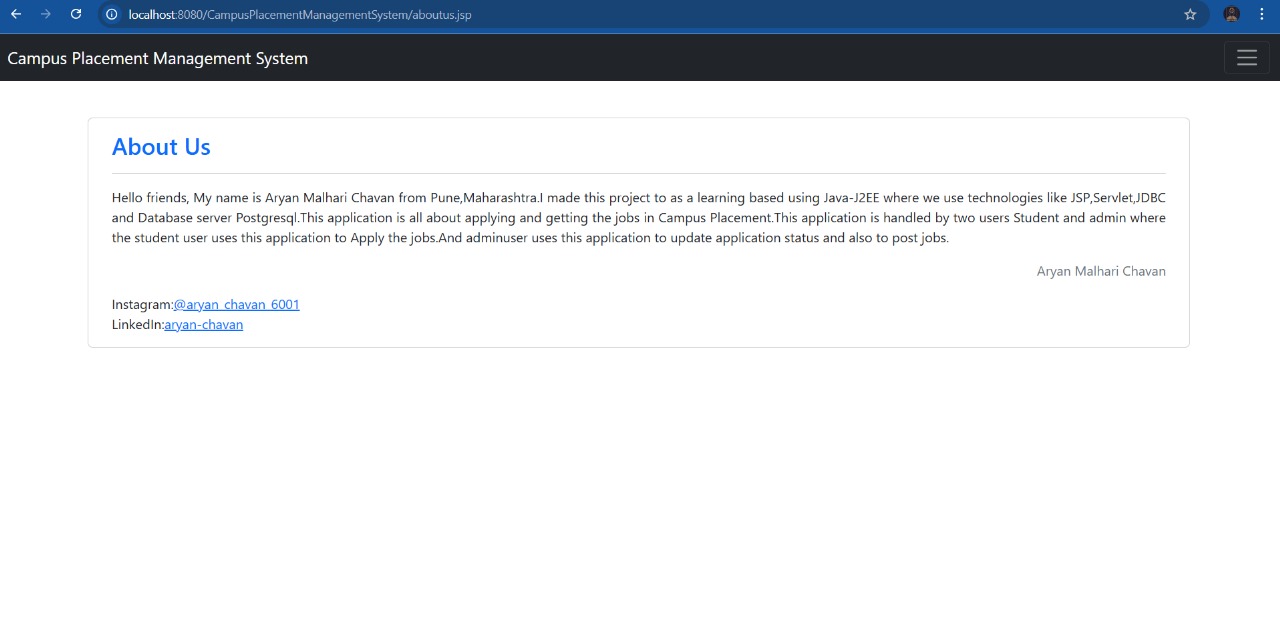 localhost:8080/CampusPlacementManagementSystem/aboutus.jsp
Campus Placement Management System
About Us
Hello friends, My name is Aryan Malhari Chavan from Pune,Maharashtra.I made this project to as a learning based using Java-J2EE where we use technologies like JSP,Servlet,JDBC
and Database server Postgresql.This application is all about applying and getting the jobs in Campus Placement.This application is handled by two users Student and admin where
the student user uses this application to Apply the jobs.And adminuser uses this application to update application status and also to post jobs.
Aryan Malhari Chavan
Instagram:@aryan_chavan_6001
LinkedIn:aryan-chavan